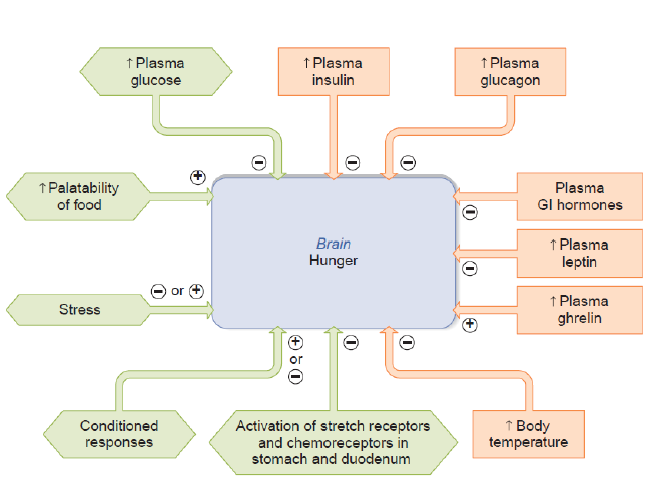 ↑ Plasma
glucose
↑ Plasma
insulin
↑ Plasma
glucagon
⊖
⊖
⊖
⊕
↑ Palatability
of food
Plasma
GI hormones
⊖
Brain
Hunger
↑ Plasma
leptin
⊖
⊖ or ⊕
Stress
↑ Plasma
ghrelin
⊕
⊕
or
⊖
⊖
⊖
Conditioned
responses
Activation of stretch receptors
and chemoreceptors in
stomach and duodenum
↑ Body
temperature